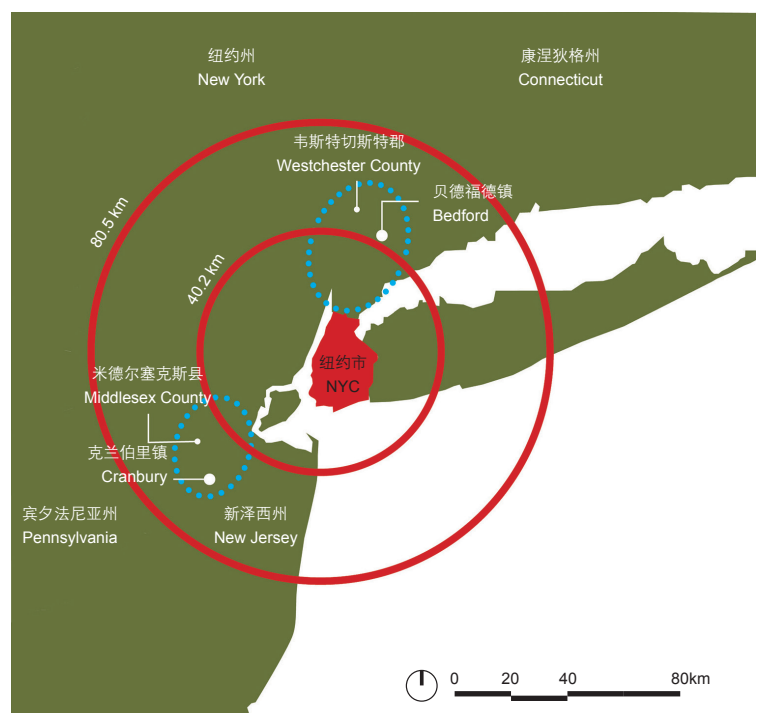 纽约州
New York
康涅狄格州
Connecticut
韦斯特切斯特郡
Westchester County
贝德福德镇
Bedford
80.5 km
40.2 km
纽约市
NYC
米德尔塞克斯县
Middlesex County
克兰伯里镇
Cranbury
宾夕法尼亚州
Pennsylvania
新泽西州
New Jersey
0 20 40 80km